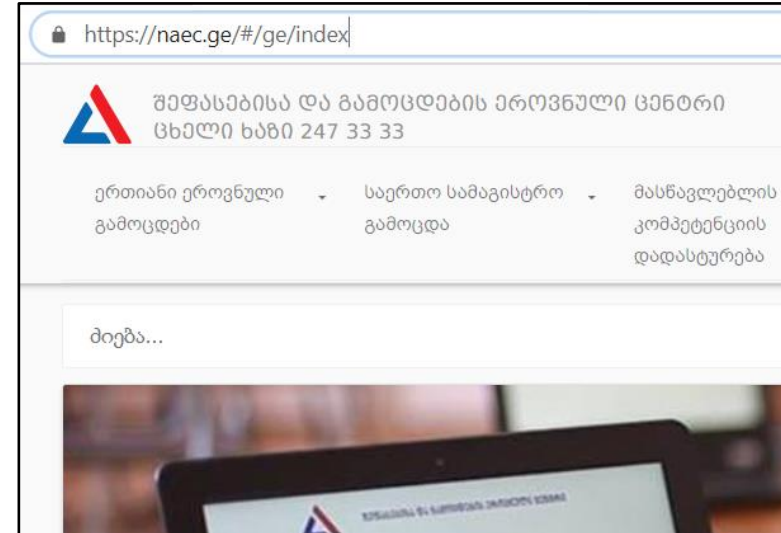 https://naec.ge/#/ge/index
შეფასებისა და გამოცდების ეროვნული ცენტრი
ცხელი ხაზი 247 33 33
ერთიანი ეროვნული
გამოცდები
საერთო სამაგისტრო
გამოცდა
მასწავლებლის
კომპეტენციის
დადასტურება
ძიება...